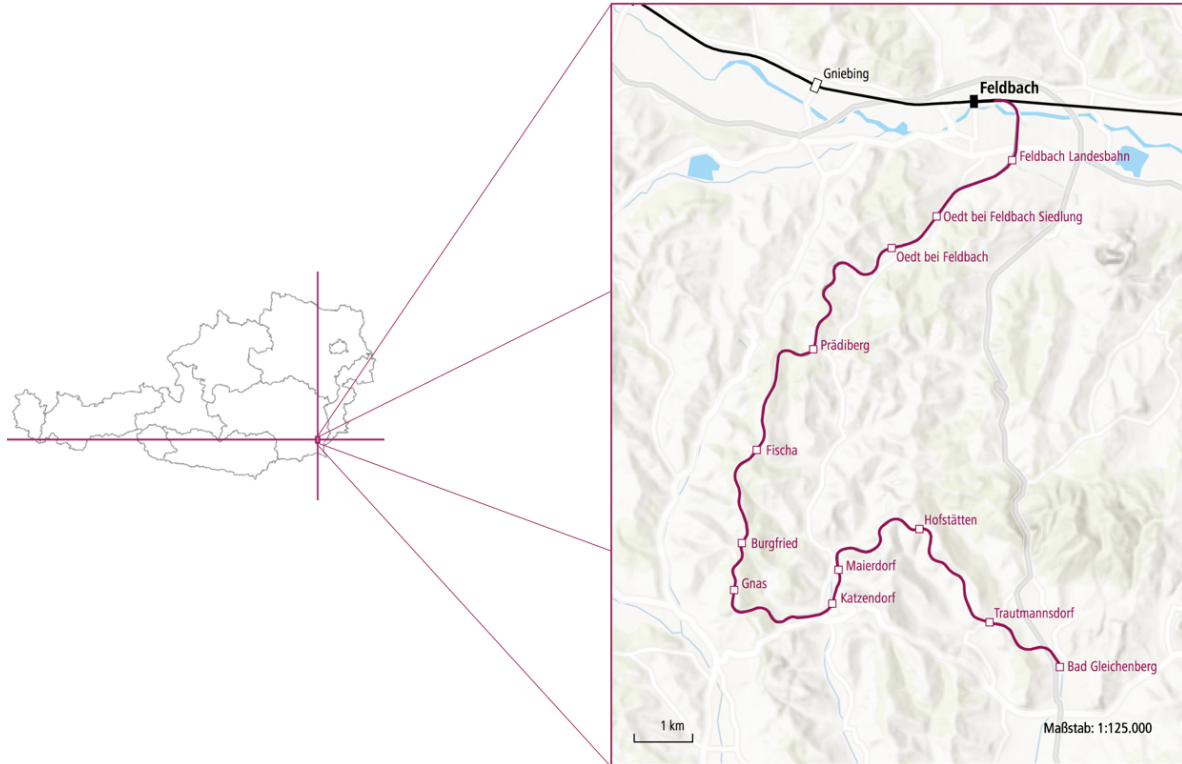 Gniebing
Feldbach
Feldbach Landesbahn
Oedt bei Feldbach Siedlung
Oedt bei Feldbach
Prädiberg
Fischa
Hofstätten
Burgfried
Maierdorf
Gnas
Katzendorf
Trautmannsdorf
Bad Gleichenberg
1 km
Maßstab: 1:125.000